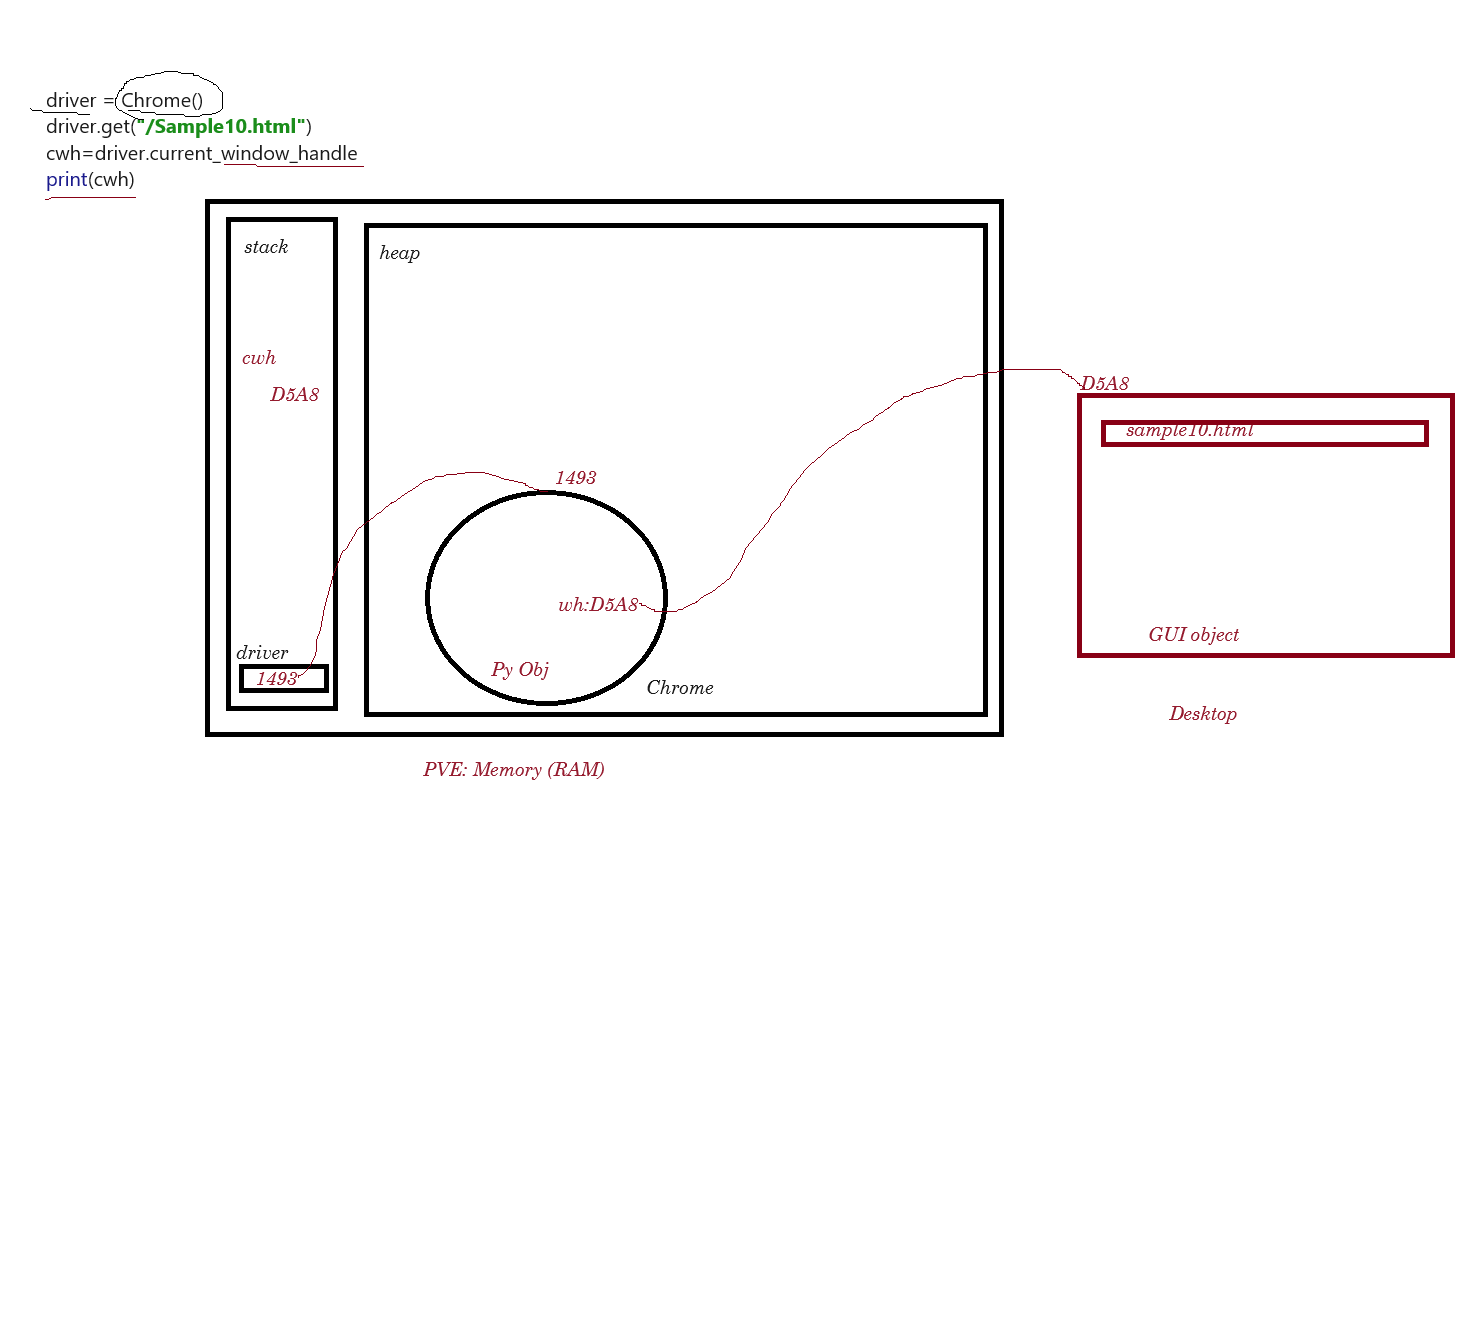 driver = Chrome()
driver.get("/Sample10.html")
cwh=driver.current_window_handle
print(cwh)
stack
heap
cwh
D5A8
D5A8
sample10.html
1493
wh:D5A8
GUI object
driver
Py Obj
1493
Chrome
Desktop
PVE: Memory (RAM)